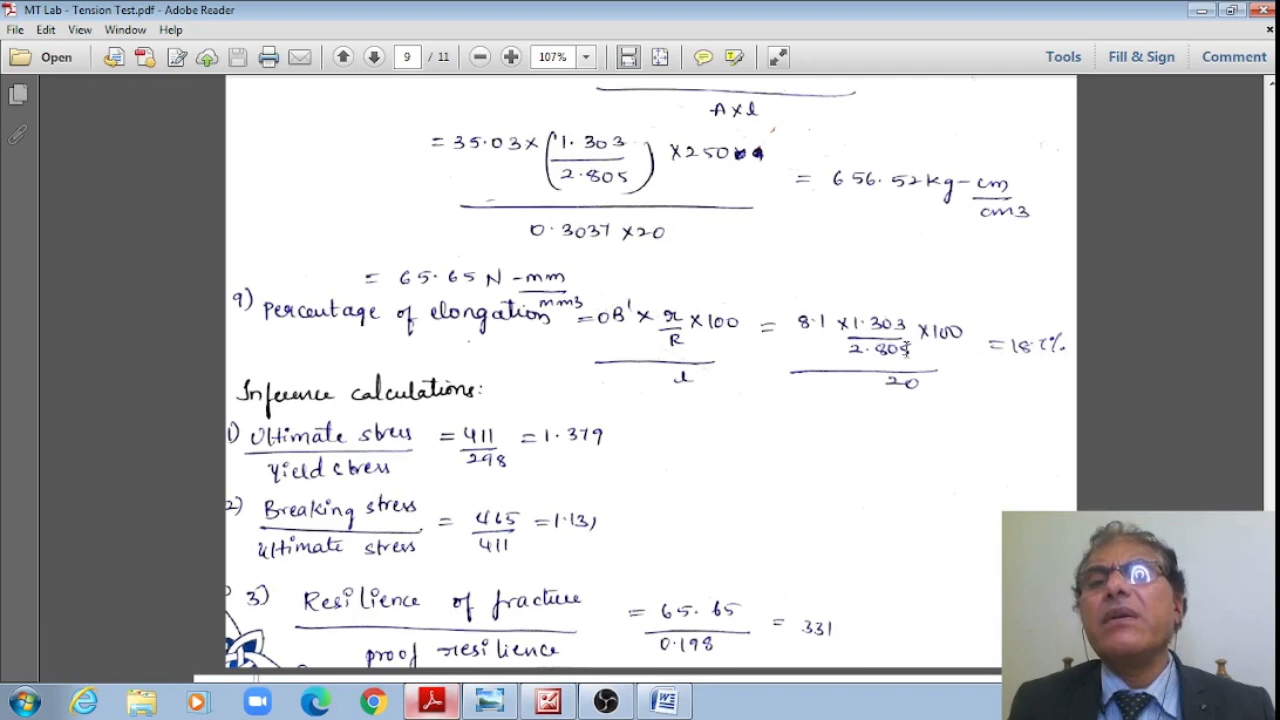 MT Lab - Tension Test.pdf - Adobe Reader
File Edit View Window Help
Open 9 / 11 107% Tools Fill & Sign Comment
A×l
= 35.03 × (1.303 / 2.805) × 250
0.3037 × 20
= 656.52 kg-cm / cm3
= 65.65 N-mm / mm3
9) Percentage of elongation = OB' × r/R × 100 / l = 8.1 × 1.303 / 2.805 × 100 / 20 =
Inference calculations:
1) Ultimate stress / Yield stress = 411 / 298 = 1.379
2) Breaking stress / Ultimate stress = 465 / 411 = 1.131
3) Resilience of fracture / proof resilience = 65.65 / 0.198 = 331